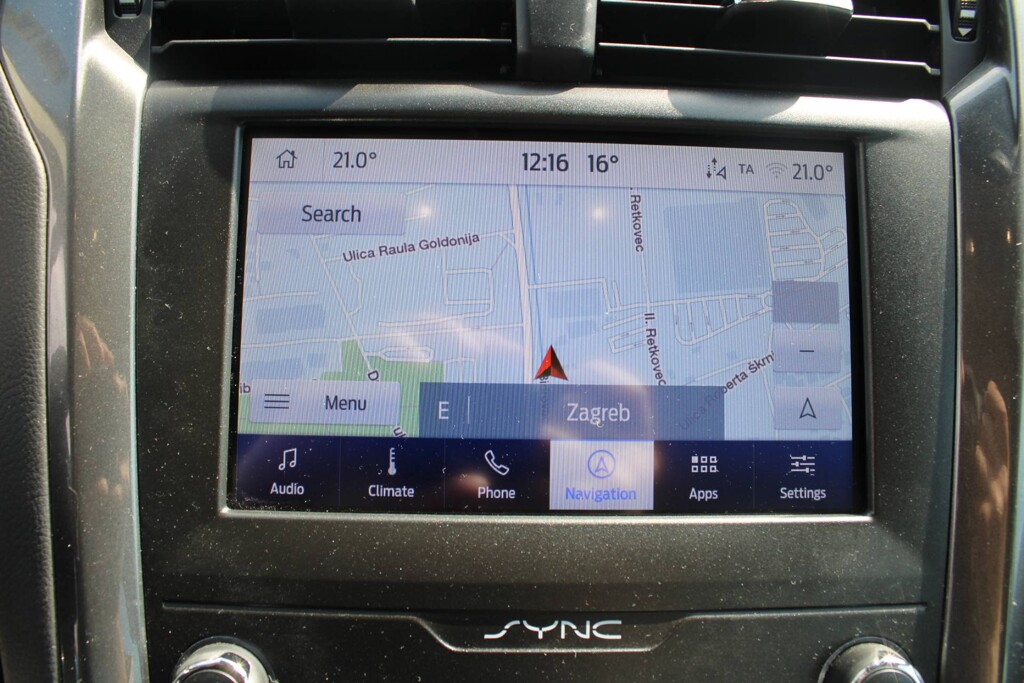 21.0°
12:16 16°
TA
21.0°
Search
Ulica Raula Goldonija
Retkovec
II. Retkovec
Menu
E
Zagreb
Audio
Climate
Phone
Navigation
Apps
Settings
SYNC